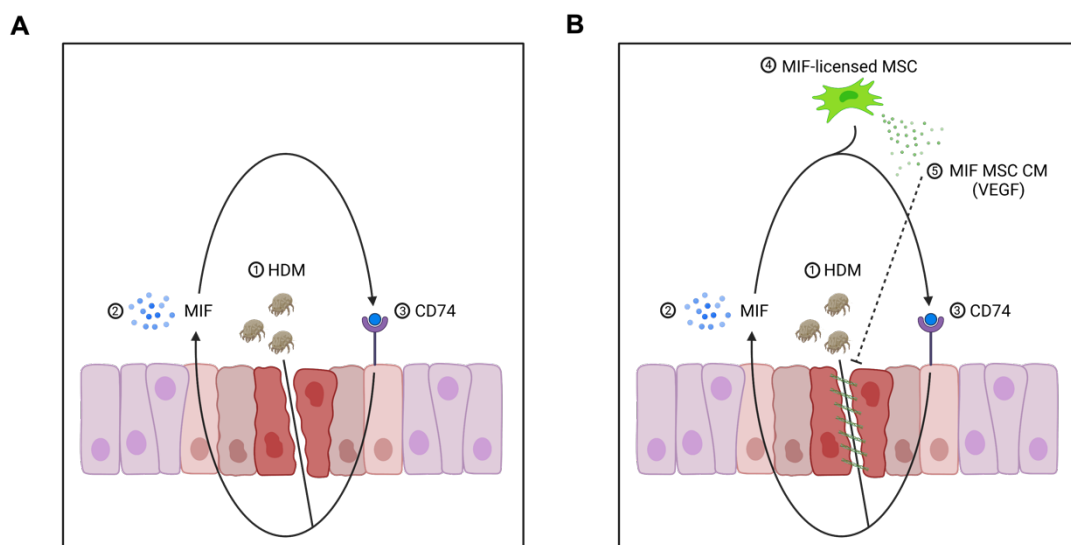 A
① HDM
② MIF
③ CD74
B
④ MIF-licensed MSC
⑤ MIF MSC CM
(VEGF)
① HDM
② MIF
③ CD74